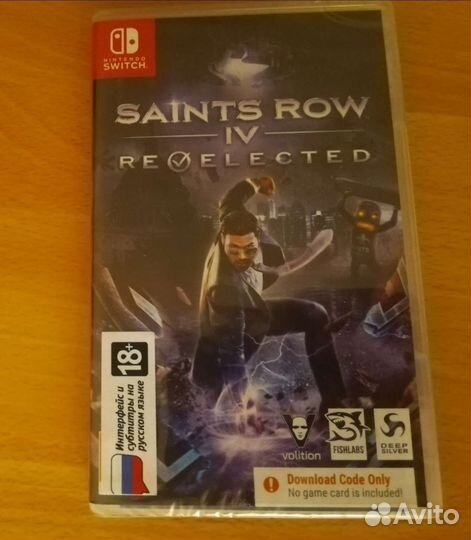 NINTENDO
SWITCH
SAINTS ROW
IV
RE ELECTED
18+
Интерфейс и
субтитры на
русском языке
volition
FISHLABS
DEEP
SILVER
! Download Code Only
No game card is included!
Avito